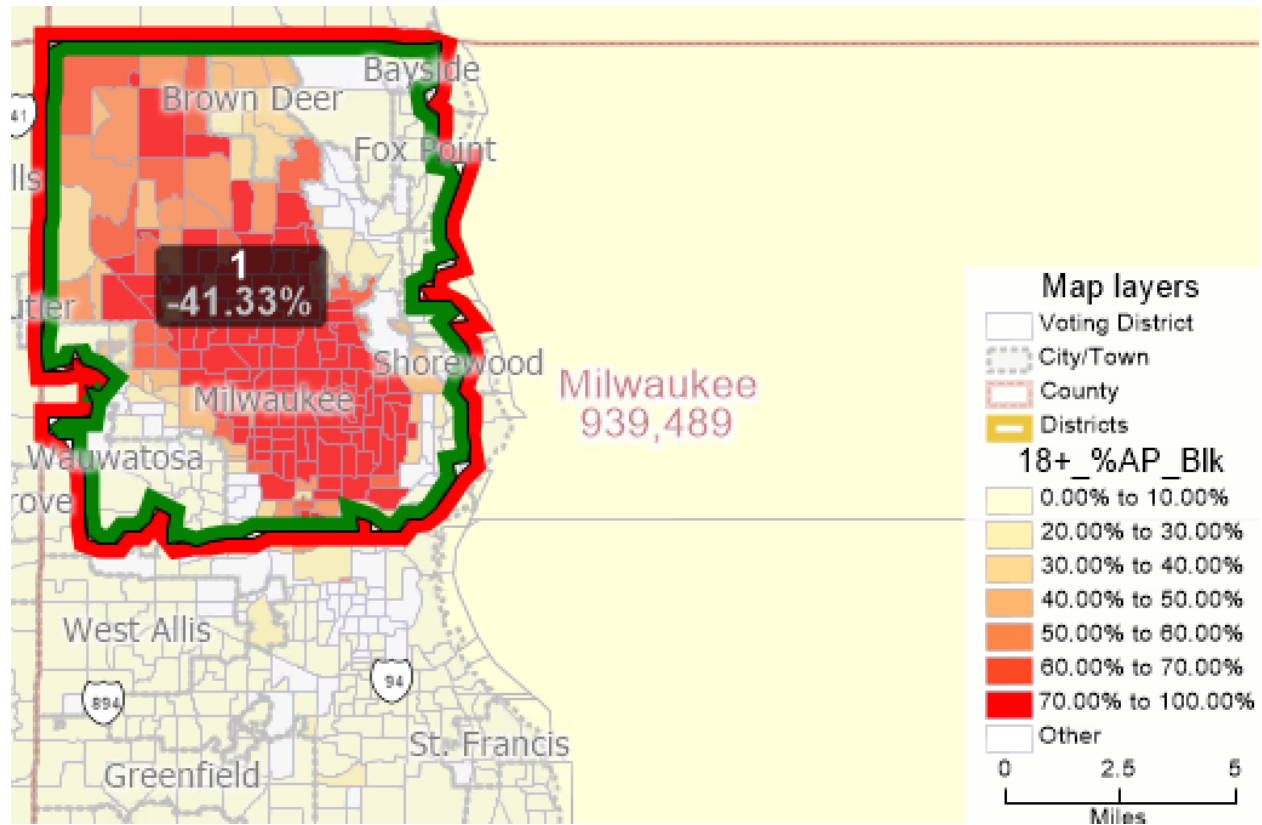 Bayside
Brown Deer
41
Fox Point
lls
1
-41.33%
utler
Shorewood
Milwaukee
Milwaukee
939,489
Wauwatosa
rove
West Allis
94
894
St. Francis
Greenfield
Map layers
Voting District
City/Town
County
Districts
18+_%AP_Blk
0.00% to 10.00%
20.00% to 30.00%
30.00% to 40.00%
40.00% to 50.00%
50.00% to 60.00%
60.00% to 70.00%
70.00% to 100.00%
Other
0 2.5 5
Miles